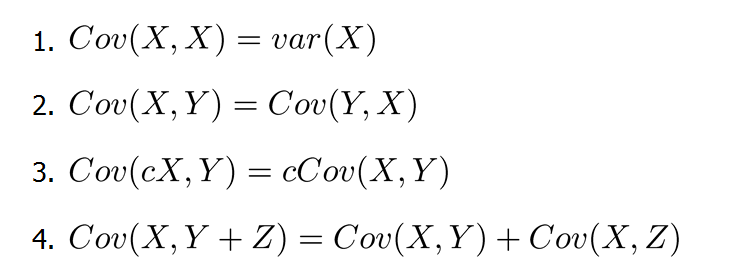 1. Cov(X, X) = var(X)
2. Cov(X, Y) = Cov(Y, X)
3. Cov(cX, Y) = cCov(X, Y)
4. Cov(X, Y + Z) = Cov(X, Y) + Cov(X, Z)